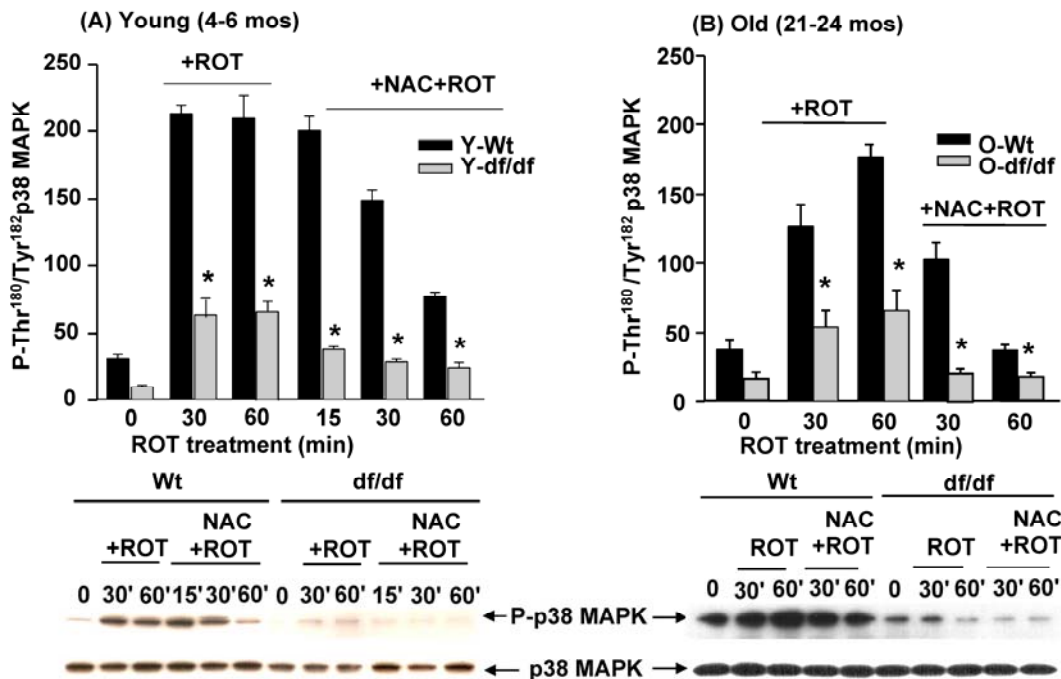 (A) Young (4-6 mos)
250
200
150
100
50
0
P-Thr¹⁸⁰/Tyr¹⁸²p38 MAPK
+ROT
+NAC+ROT
Y-Wt
Y-df/df
* * * * *
0 30 60 15 30 60
ROT treatment (min)
Wt df/df
+ROT NAC +ROT +ROT NAC +ROT
0 30' 60' 15' 30' 60' 0 30' 60' 15' 30' 60'
(B) Old (21-24 mos)
250
200
150
100
50
0
P-Thr¹⁸⁰/Tyr¹⁸² p38 MAPK
+ROT
O-Wt
O-df/df
+NAC+ROT
* * * *
0 30 60 30 60
ROT treatment (min)
Wt df/df
ROT NAC +ROT ROT NAC +ROT
0 30' 60' 30' 60' 0 30' 60' 30' 60'
P-p38 MAPK
p38 MAPK